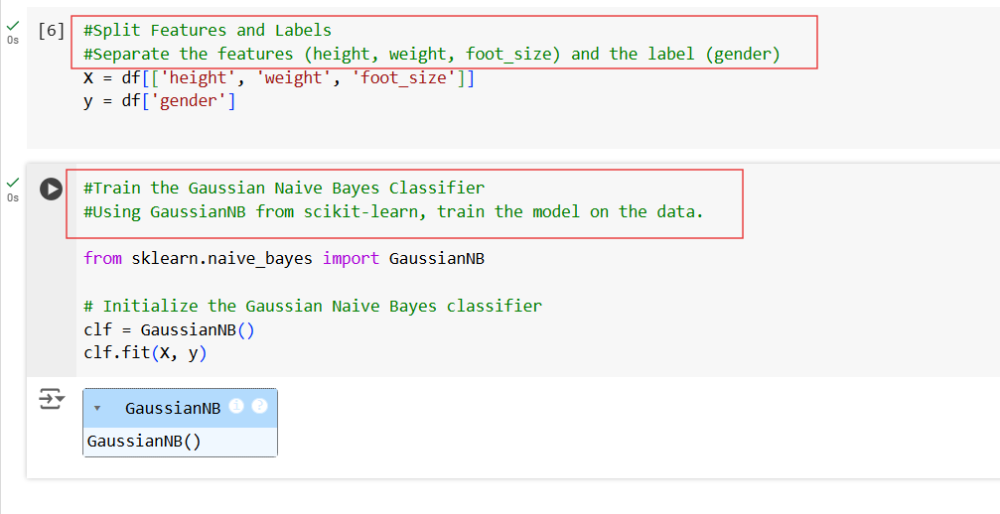 [6] #Split Features and Labels
0s #Separate the features (height, weight, foot_size) and the label (gender)
X = df[['height', 'weight', 'foot_size']]
y = df['gender']
#Train the Gaussian Naive Bayes Classifier
0s #Using GaussianNB from scikit-learn, train the model on the data.
from sklearn.naive_bayes import GaussianNB
# Initialize the Gaussian Naive Bayes classifier
clf = GaussianNB()
clf.fit(X, y)
GaussianNB i ?
GaussianNB()